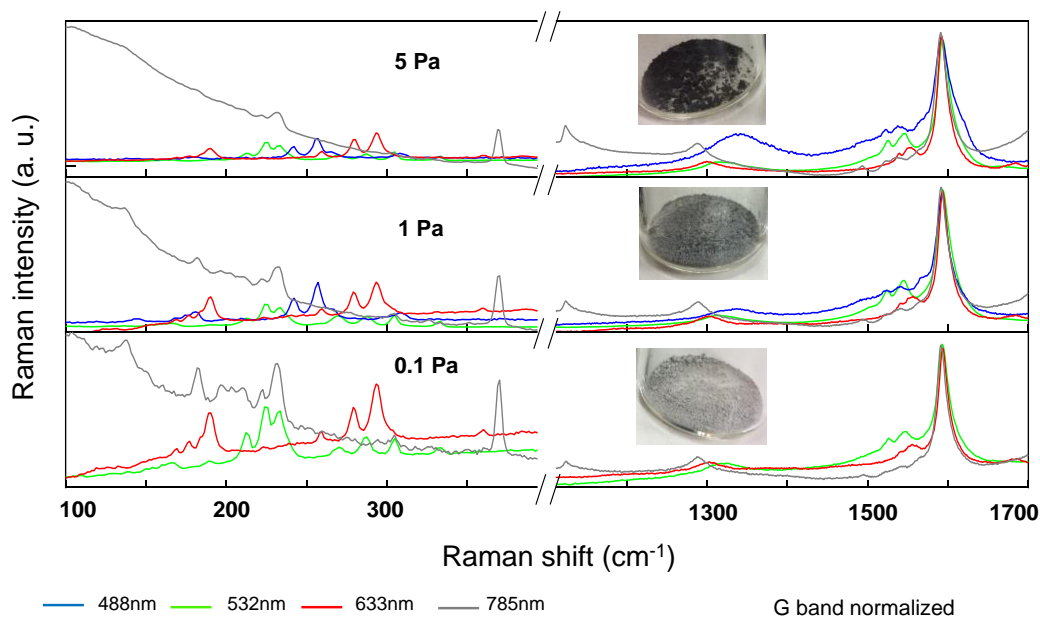 Raman intensity (a. u.)
5 Pa
1 Pa
0.1 Pa
100 200 300 1300 1500 1700
Raman shift (cm-1)
488nm 532nm 633nm 785nm
G band normalized